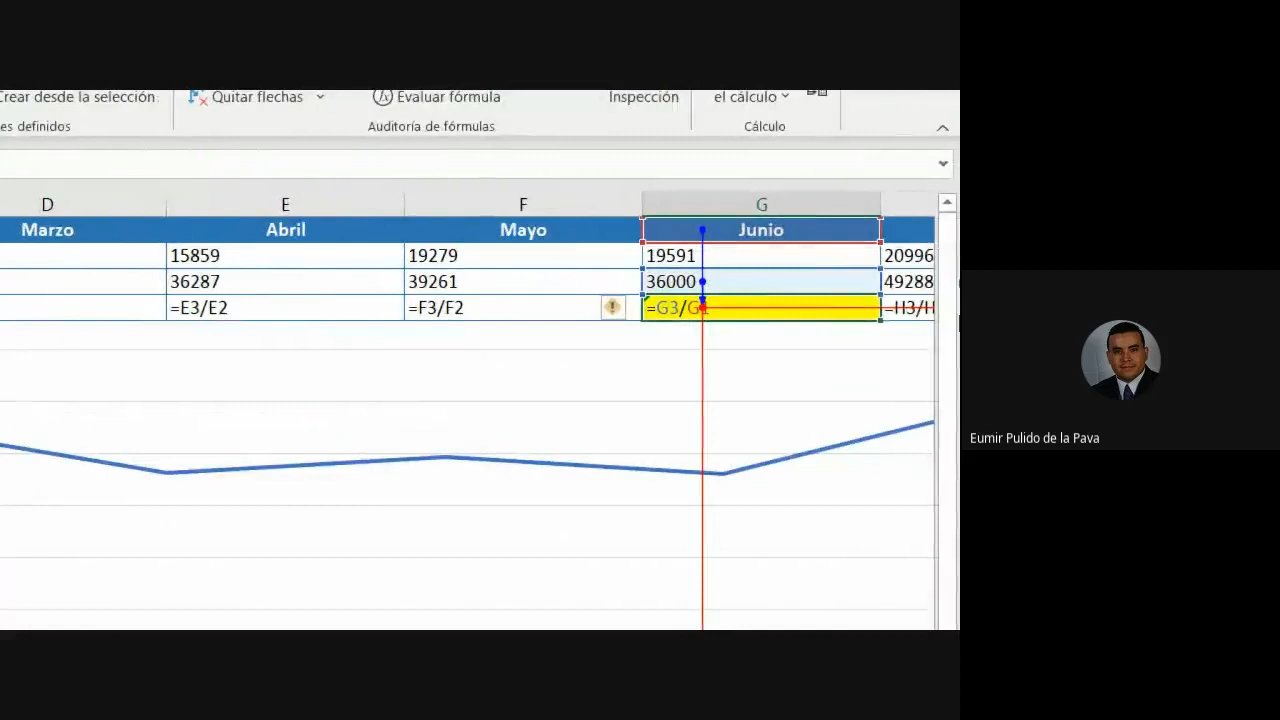 Crear desde la selección
Quitar flechas
Evaluar fórmula
Inspección
el cálculo
es definidos
Auditoría de fórmulas
Cálculo
D E F G
Marzo Abril Mayo Junio
15859 19279 19591 20996
36287 39261 36000 49288
=E3/E2 =F3/F2 =G3/G1 =H3/H
Eumir Pulido de la Pava